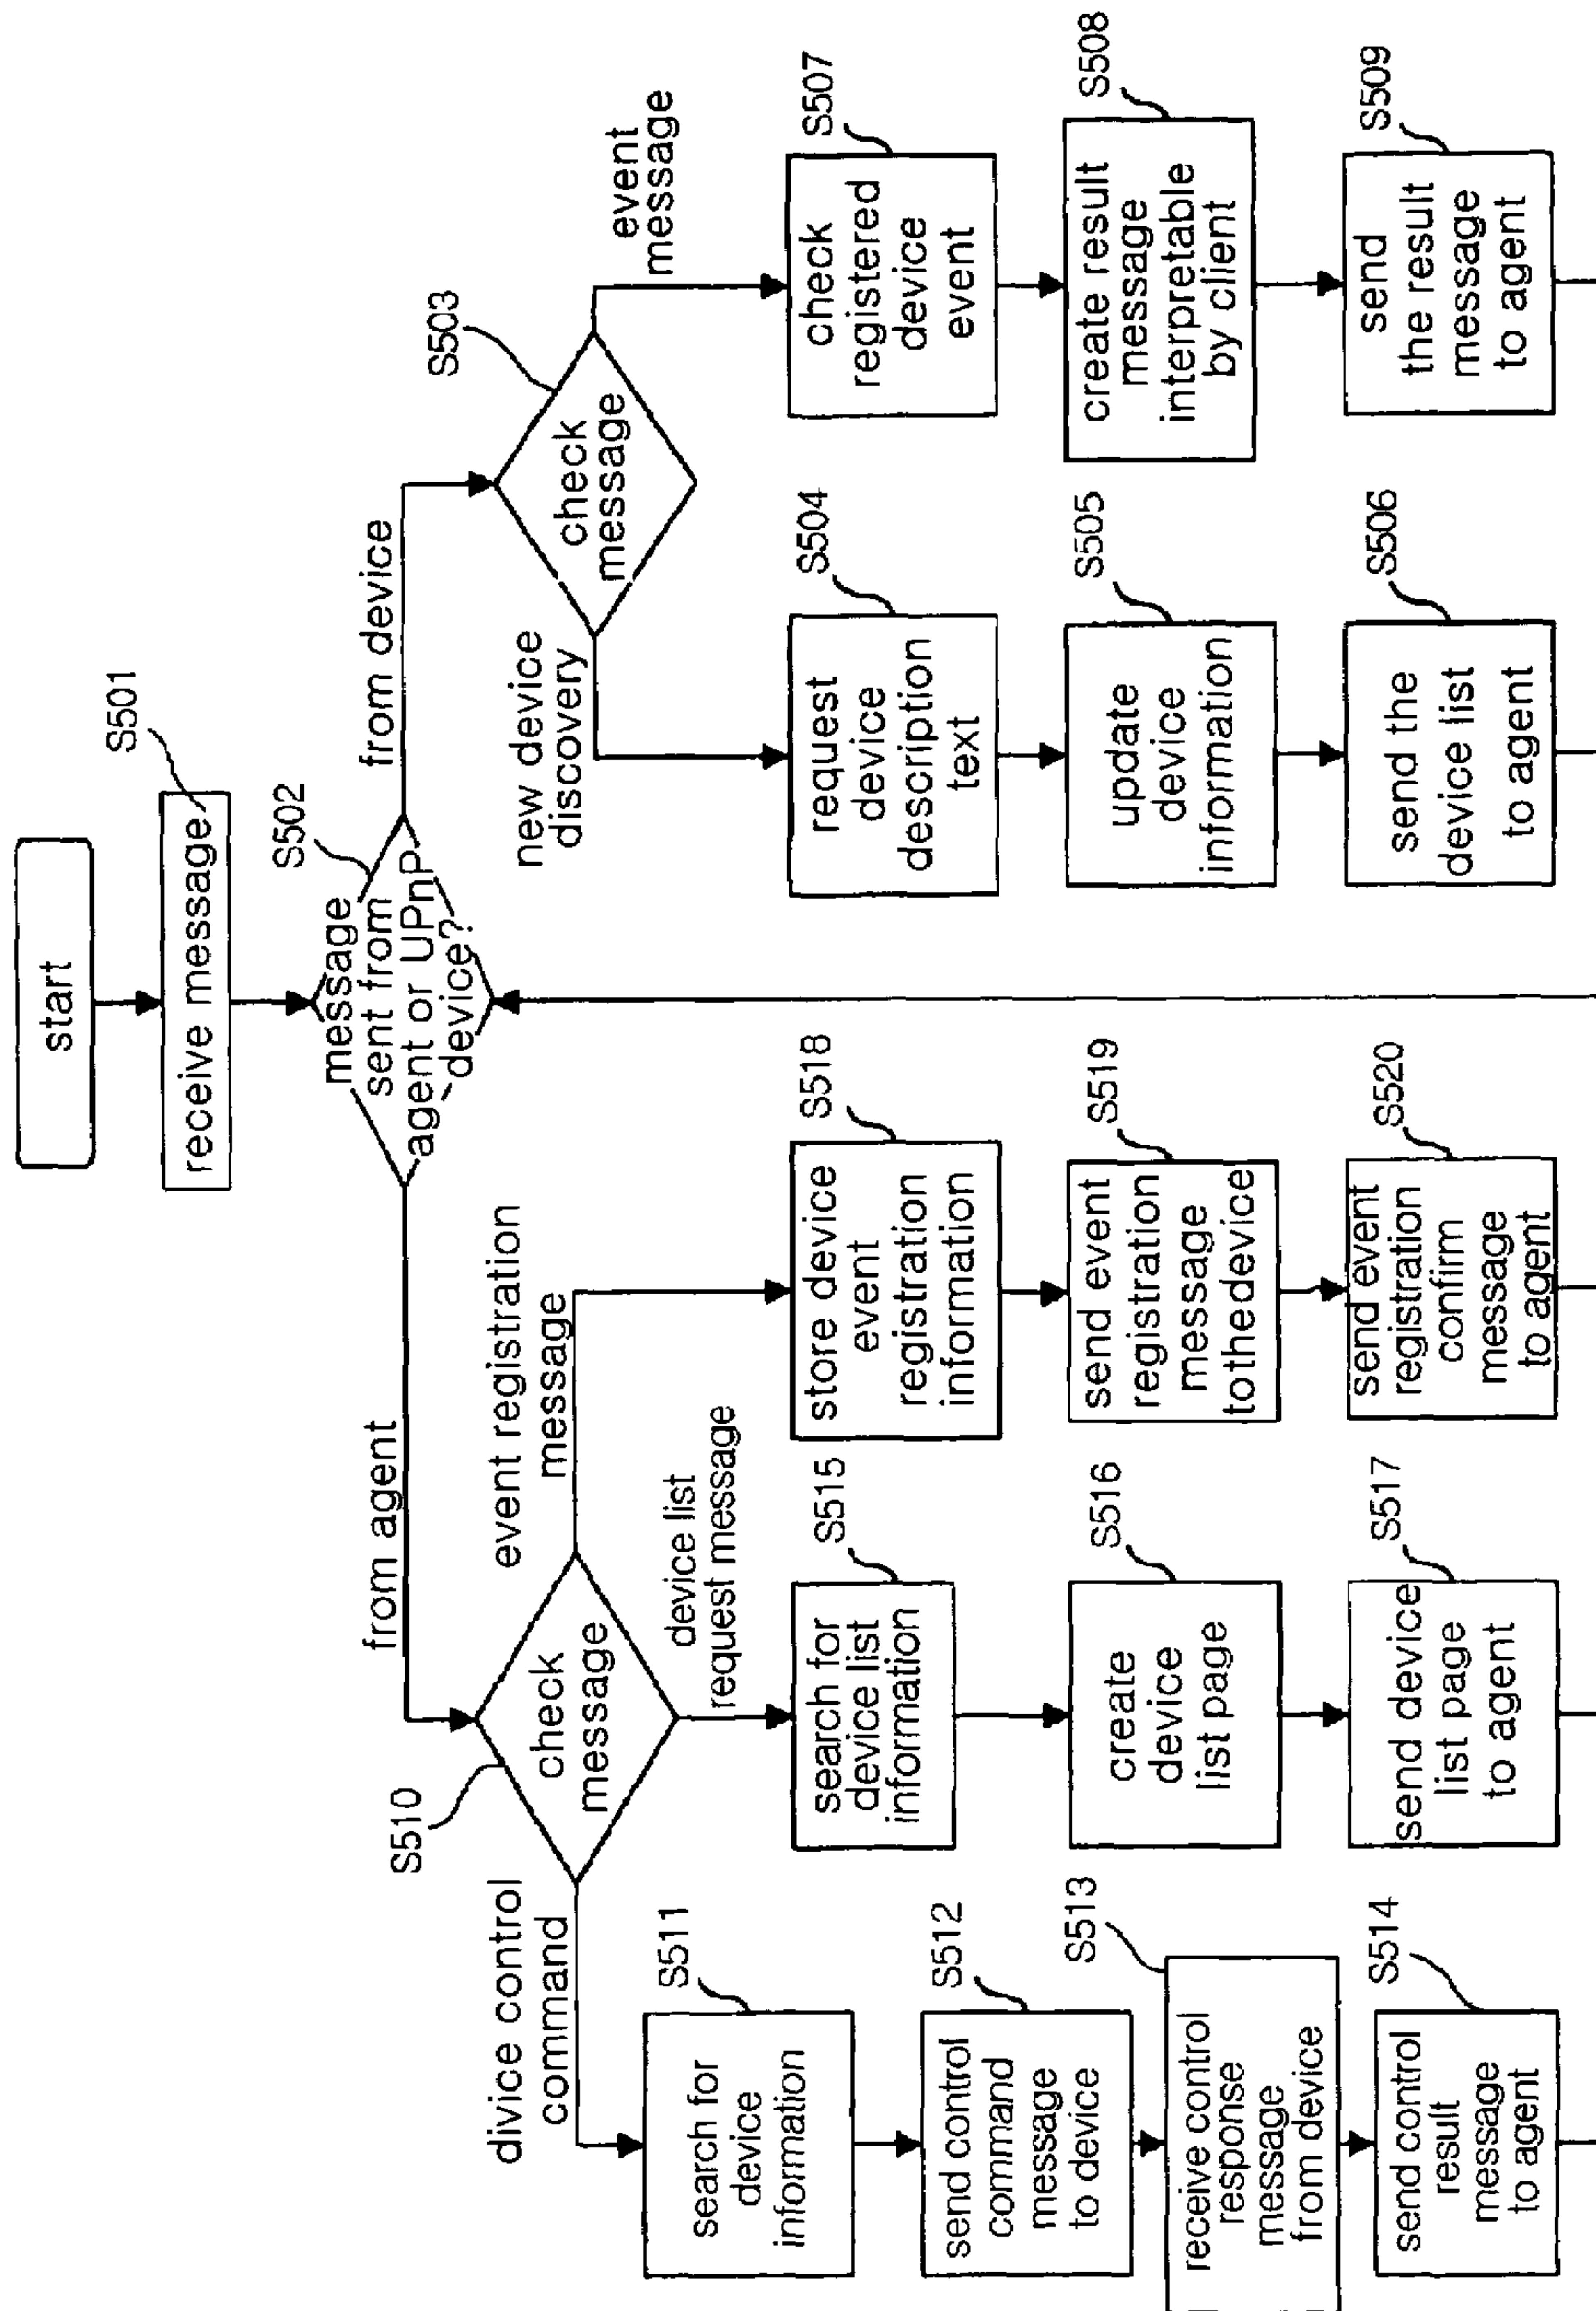 start
receive message
S501
message
sent from
agent or UPnP
device?
S502
from agent
from device
S510
check
message
S503
check
message
divice control
command
device list
request message
event registration
message
new device
discovery
event
message
search for
device
information
S511
send control
command
message
to device
S512
receive control
response
message
from device
S513
send control
result
message
to agent
S514
search for
device list
information
S515
create
device
list page
S516
send device
list page
to agent
S517
store device
event
registration
information
S518
send event
registration
message
tothedevice
S519
send event
registration
confirm
message
to agent
S520
request
device
description
text
S504
update
device
information
S505
send the
device list
to agent
S506
check
registered
device
event
S507
create result
message
interpretable
by client
S508
send
the result
message
to agent
S509